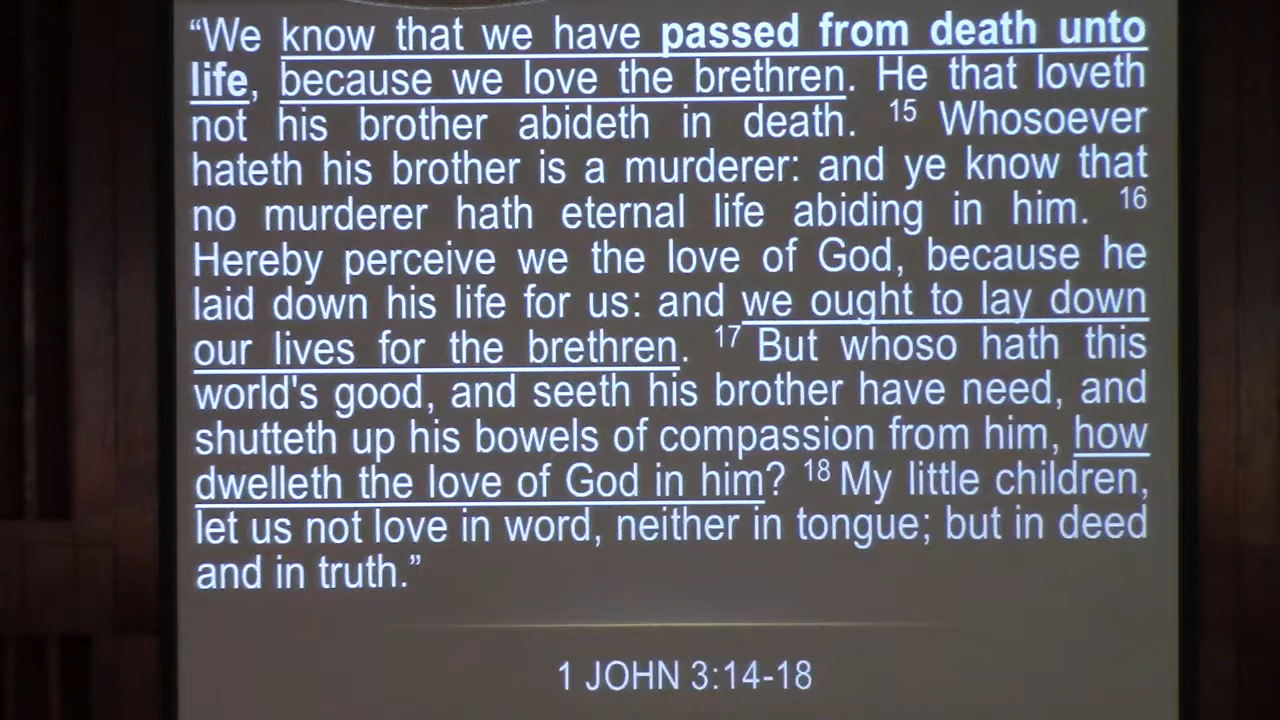 “We know that we have passed from death unto
life, because we love the brethren. He that loveth
not his brother abideth in death. 15 Whosoever
hateth his brother is a murderer: and ye know that
no murderer hath eternal life abiding in him. 16
Hereby perceive we the love of God, because he
laid down his life for us: and we ought to lay down
our lives for the brethren. 17 But whoso hath this
world's good, and seeth his brother have need, and
shutteth up his bowels of compassion from him, how
dwelleth the love of God in him? 18 My little children,
let us not love in word, neither in tongue; but in deed
and in truth.”
1 JOHN 3:14-18